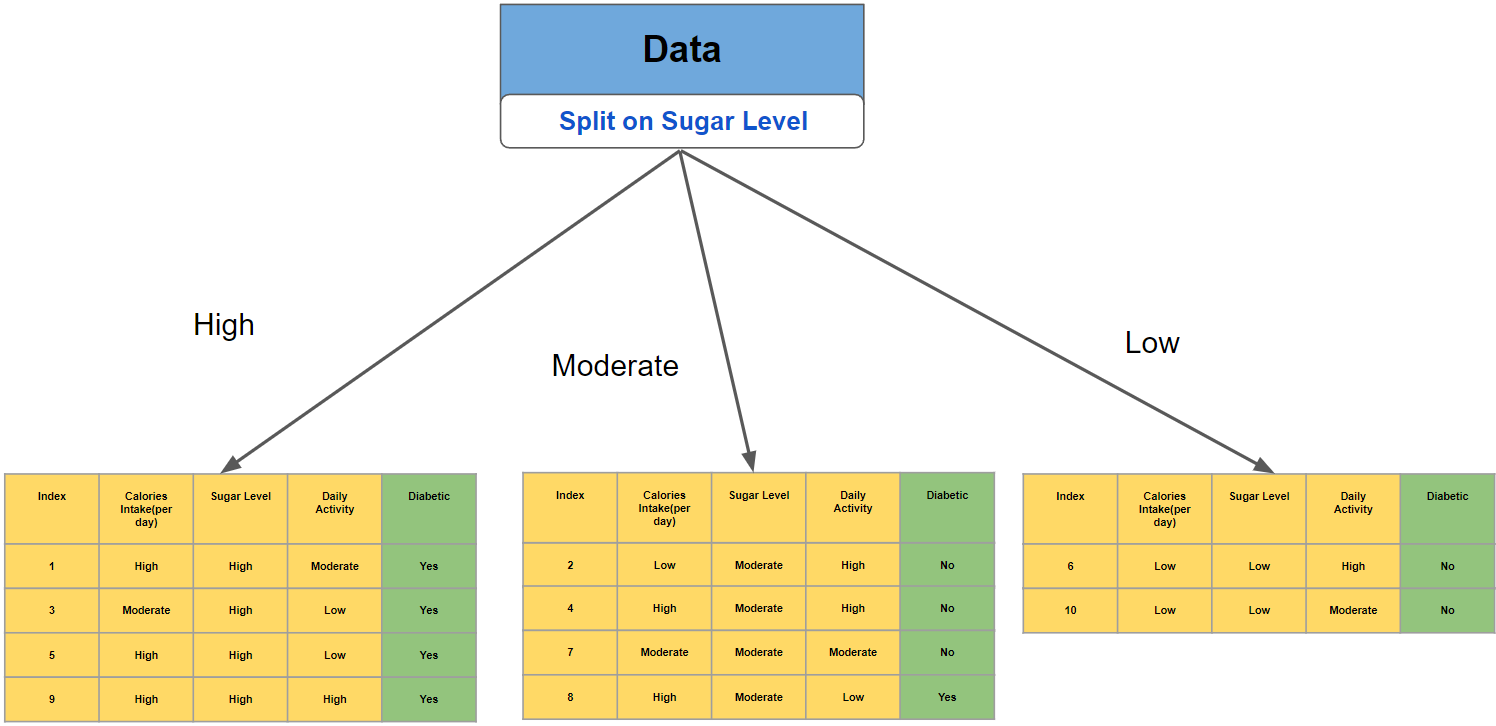 Data
Split on Sugar Level
High
Moderate
Low
Index Calories Intake(per day) Sugar Level Daily Activity Diabetic
1 High High Moderate Yes
3 Moderate High Low Yes
5 High High Low Yes
9 High High High Yes
Index Calories Intake(per day) Sugar Level Daily Activity Diabetic
2 Low Moderate High No
4 High Moderate High No
7 Moderate Moderate Moderate No
8 High Moderate Low Yes
Index Calories Intake(per day) Sugar Level Daily Activity Diabetic
6 Low Low High No
10 Low Low Moderate No